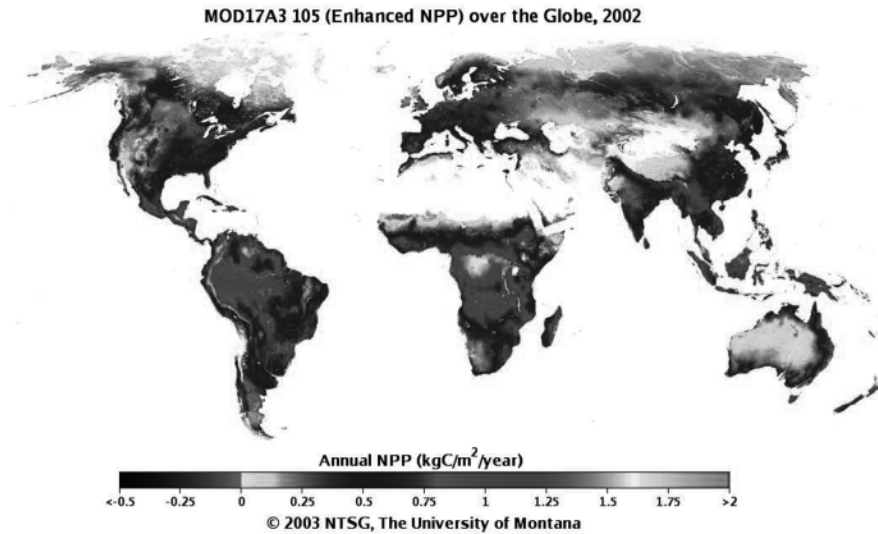 MOD17A3 105 (Enhanced NPP) over the Globe, 2002
Annual NPP (kgC/m²/year)
<-0.5 -0.25 0 0.25 0.5 0.75 1 1.25 1.5 1.75 >2
© 2003 NTSG, The University of Montana